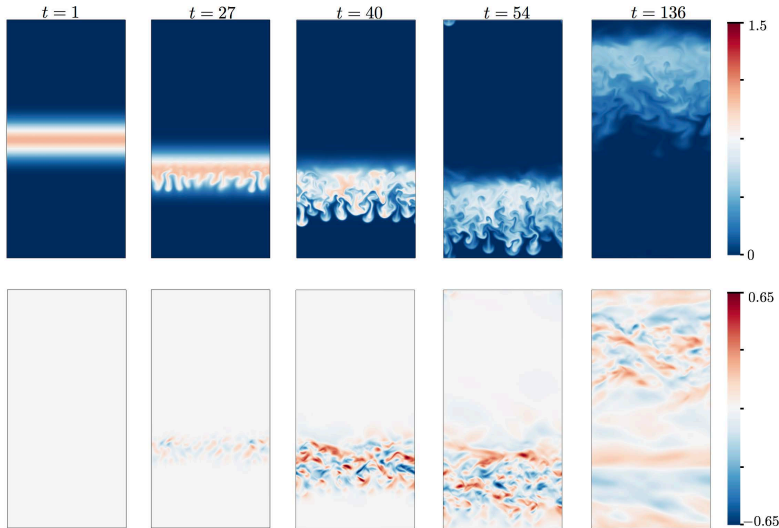 t = 1 t = 27 t = 40 t = 54 t = 136
1.5
0
0.65
−0.65